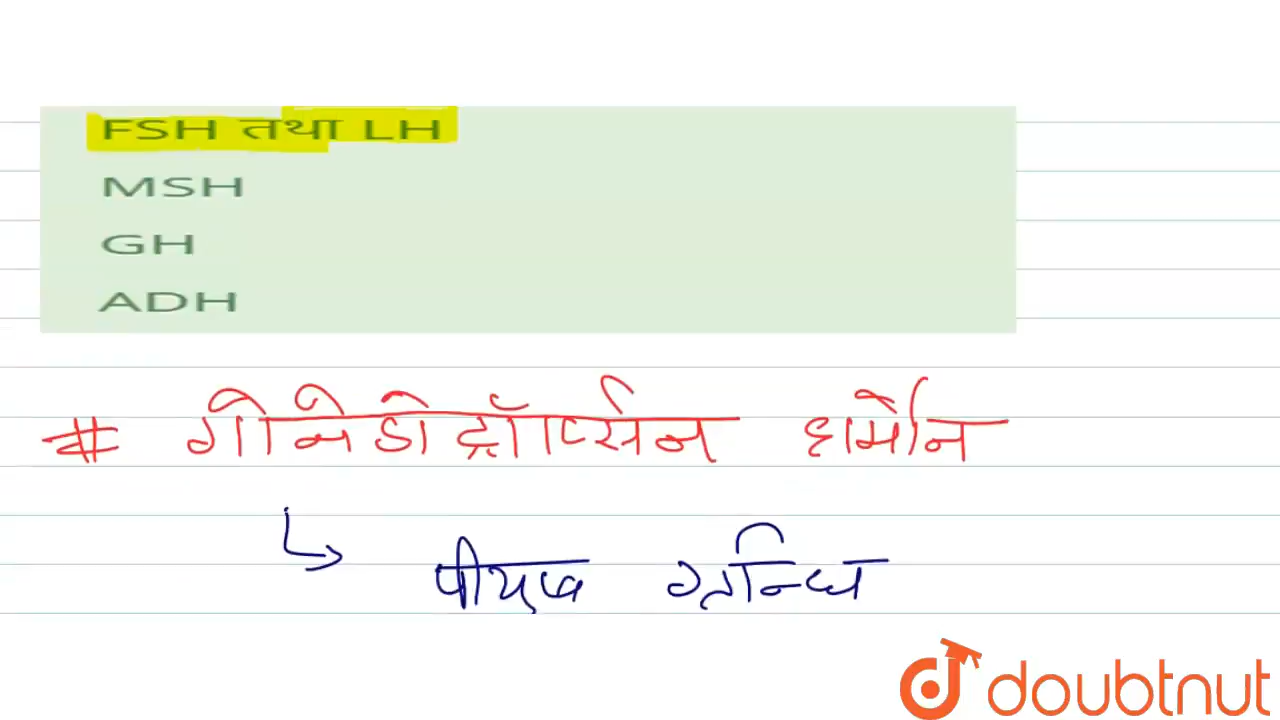 FSH तथा LH
MSH
GH
ADH
# गोनेडोट्रॉपिन हार्मोन
↳ पीयूष ग्रन्थि
doubtnut